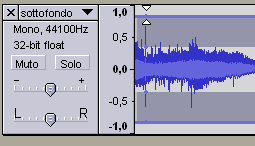 × sottofondo
Mono, 44100Hz
32-bit float
Muto Solo
- +
L R
1,0
0,5
0,0
-0,5
-1,0